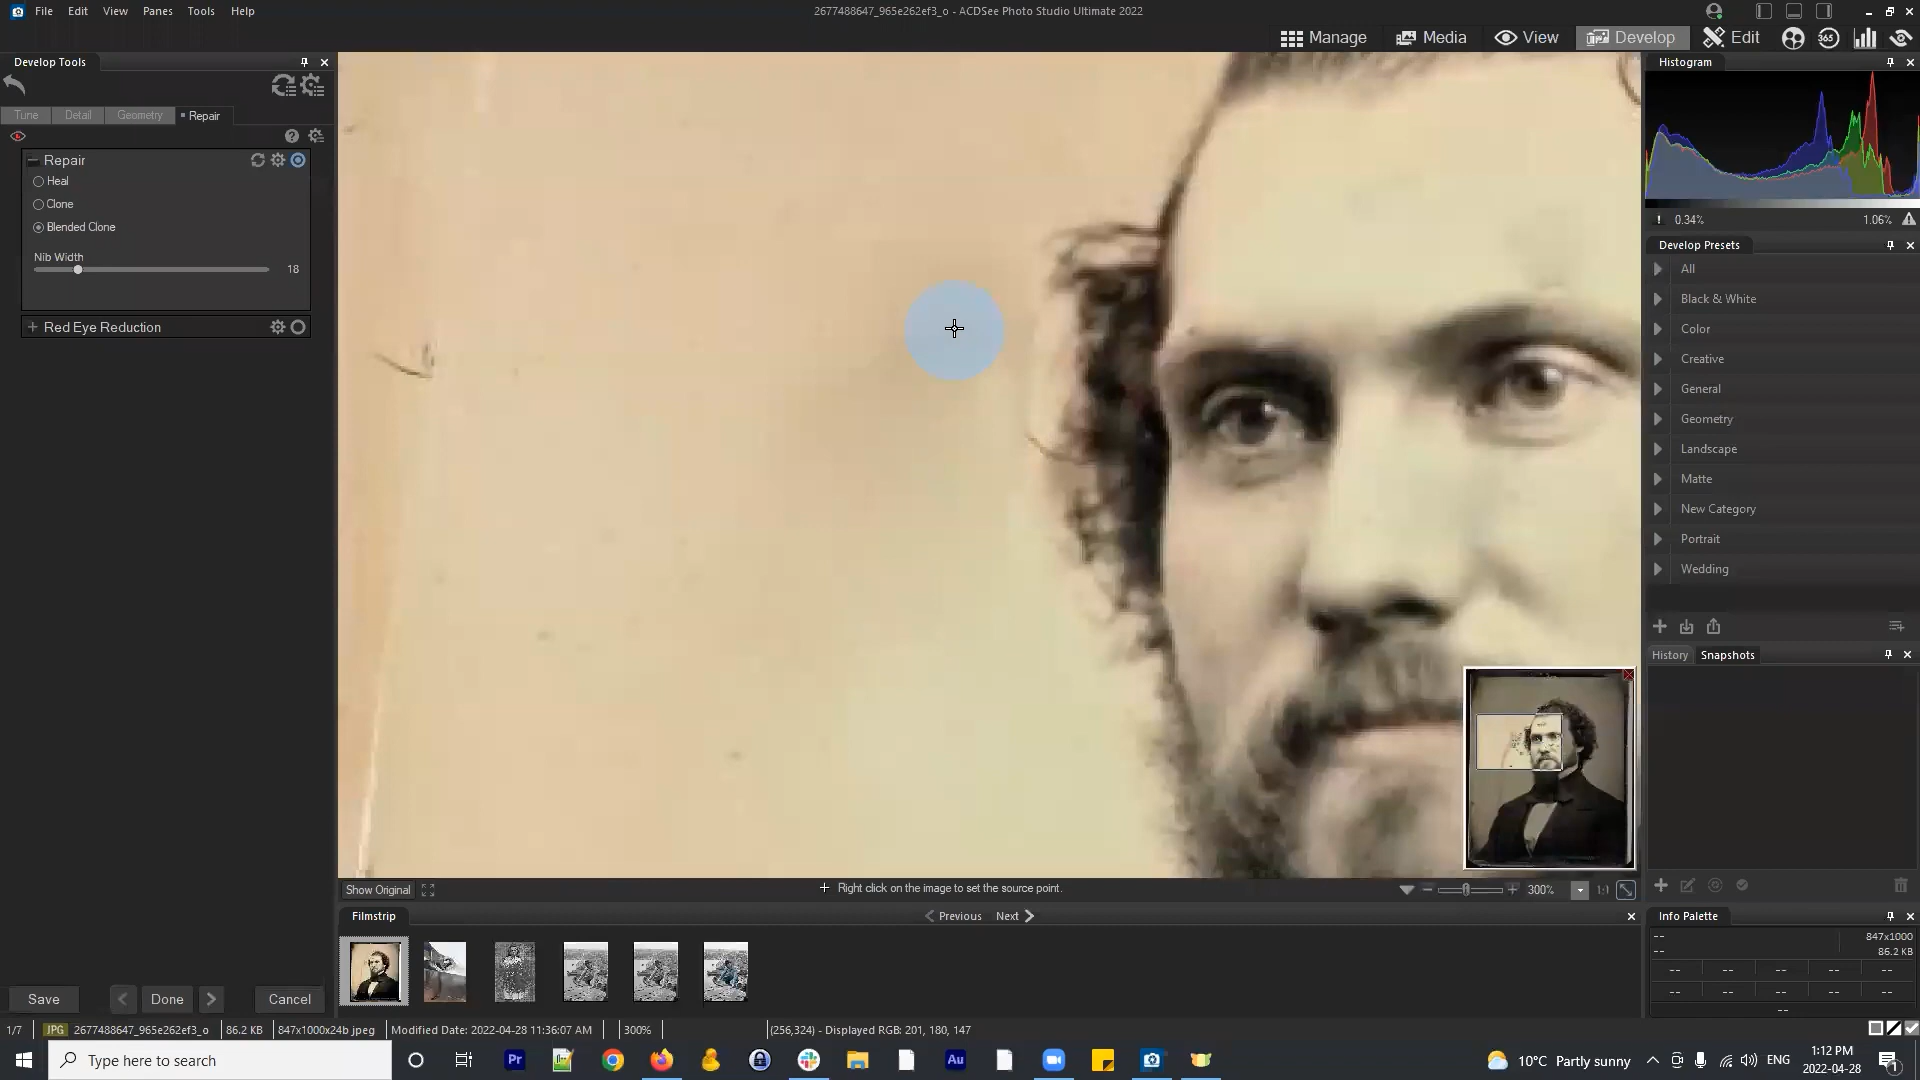 File Edit View Panes Tools Help
2677488647_965e262ef3_o - ACDSee Photo Studio Ultimate 2022
Manage Media View Develop Edit 365
Develop Tools
Tune Detail Geometry Repair
Repair
Heal
Clone
Blended Clone
Nib Width
18
Red Eye Reduction
Histogram
0.34% 1.06%
Develop Presets
All
Black & White
Color
Creative
General
Geometry
Landscape
Matte
New Category
Portrait
Wedding
History Snapshots
Show Original
Right click on the image to set the source point.
300% 1:1
Filmstrip
Previous Next
Info Palette
-- 847x1000
-- 86.2 KB
-- -- -- -- --
-- -- -- -- --
--
Save Done Cancel
1/7 JPG 2677488647_965e262ef3_o 86.2 KB 847x1000x24b jpeg Modified Date: 2022-04-28 11:36:07 AM 300% (256,324) - Displayed RGB: 201, 180, 147
Type here to search
Pr
Au
10°C Partly sunny
ENG
1:12 PM
2022-04-28
1